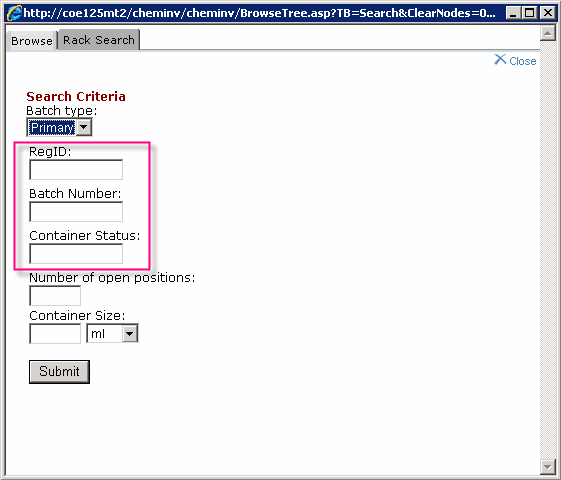 http://coe125mt2/cheminv/cheminv/BrowseTree.asp?TB=Search&ClearNodes=0...
Browse
Rack Search
Close
Search Criteria
Batch type:
Primary
RegID:
Batch Number:
Container Status:
Number of open positions:
Container Size:
ml
Submit